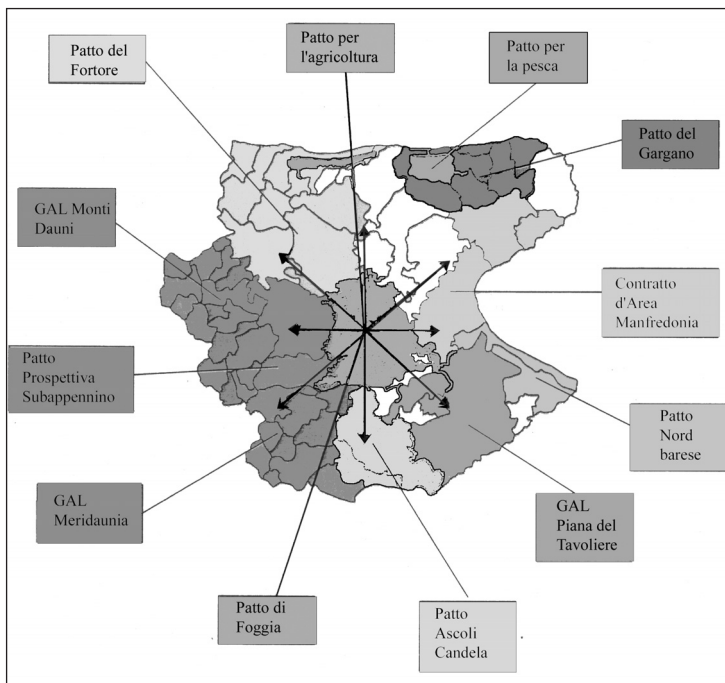 Patto per
l'agricoltura
Patto del
Fortore
Patto per
la pesca
Patto del
Gargano
GAL Monti
Dauni
Contratto
d'Area
Manfredonia
Patto
Prospettiva
Subappennino
Patto
Nord
barese
GAL
Meridaunia
GAL
Piana del
Tavoliere
Patto di
Foggia
Patto
Ascoli
Candela